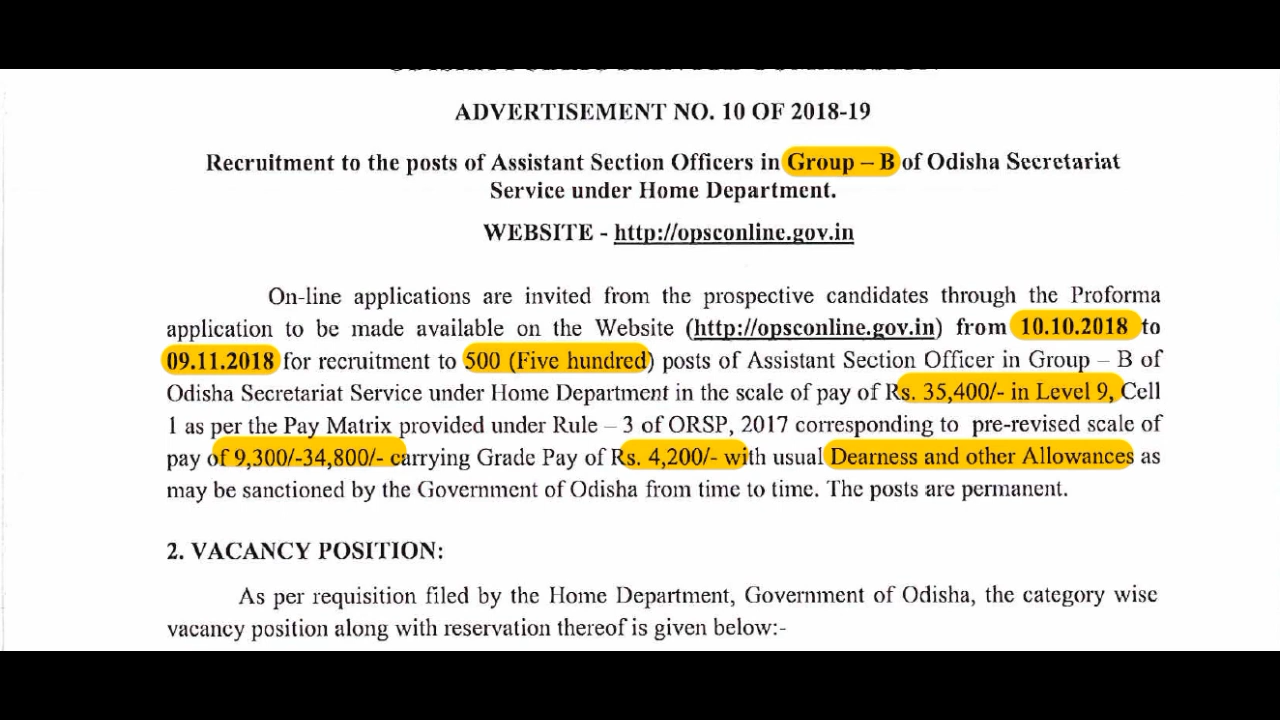 ADVERTISEMENT NO. 10 OF 2018-19
Recruitment to the posts of Assistant Section Officers in Group – B of Odisha Secretariat
Service under Home Department.
WEBSITE - http://opsconline.gov.in
On-line applications are invited from the prospective candidates through the Proforma
application to be made available on the Website (http://opsconline.gov.in) from 10.10.2018 to
09.11.2018 for recruitment to 500 (Five hundred) posts of Assistant Section Officer in Group – B of
Odisha Secretariat Service under Home Department in the scale of pay of Rs. 35,400/- in Level 9, Cell
1 as per the Pay Matrix provided under Rule – 3 of ORSP, 2017 corresponding to pre-revised scale of
pay of 9,300/-34,800/- carrying Grade Pay of Rs. 4,200/- with usual Dearness and other Allowances as
may be sanctioned by the Government of Odisha from time to time. The posts are permanent.
2. VACANCY POSITION:
As per requisition filed by the Home Department, Government of Odisha, the category wise
vacancy position along with reservation thereof is given below:-